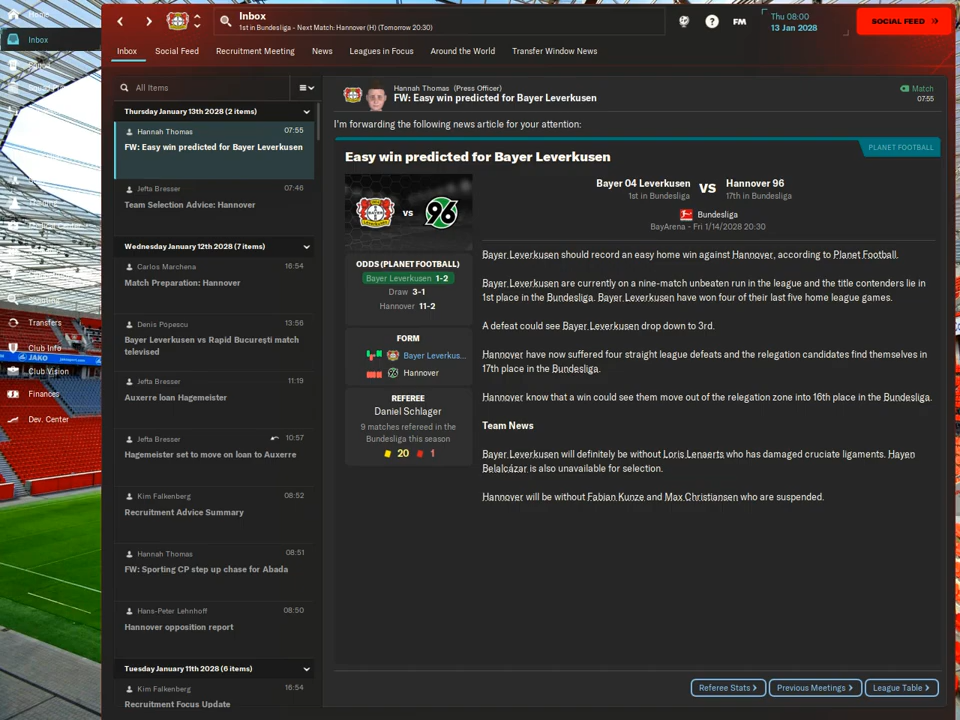 Home
Inbox
Transfers
Club Info
Club Vision
Finances
Dev. Center
JAKO
Inbox
1st in Bundesliga - Next Match: Hannover (H) (Tomorrow 20:30)
?
FM
Thu 08:00
13 Jan 2028
SOCIAL FEED
Inbox
Social Feed
Recruitment Meeting
News
Leagues in Focus
Around the World
Transfer Window News
All Items
Thursday January 13th 2028 (2 items)
Hannah Thomas 07:55
FW: Easy win predicted for Bayer Leverkusen
Jefta Bresser 07:46
Team Selection Advice: Hannover
Wednesday January 12th 2028 (7 items)
Carlos Marchena 16:54
Match Preparation: Hannover
Denis Popescu 13:56
Bayer Leverkusen vs Rapid București match
televised
Jefta Bresser 11:19
Auxerre loan Hagemeister
Jefta Bresser 10:57
Hagemeister set to move on loan to Auxerre
Kim Falkenberg 08:52
Recruitment Advice Summary
Hannah Thomas 08:51
FW: Sporting CP step up chase for Abada
Hans-Peter Lehnhoff 08:50
Hannover opposition report
Tuesday January 11th 2028 (6 items)
Kim Falkenberg 16:54
Recruitment Focus Update
Hannah Thomas (Press Officer)
FW: Easy win predicted for Bayer Leverkusen
Match
07:55
I'm forwarding the following news article for your attention:
PLANET FOOTBALL
Easy win predicted for Bayer Leverkusen
vs
96
Bayer 04 Leverkusen VS Hannover 96
1st in Bundesliga 17th in Bundesliga
Bundesliga
BayArena - Fri 1/14/2028 20:30
ODDS (PLANET FOOTBALL)
Bayer Leverkusen 1-2
Draw 3-1
Hannover 11-2
FORM
Bayer Leverkus...
Hannover
REFEREE
Daniel Schlager
9 matches refereed in the
Bundesliga this season
20 1
Bayer Leverkusen should record an easy home win against Hannover, according to Planet Football.
Bayer Leverkusen are currently on a nine-match unbeaten run in the league and the title contenders lie in
1st place in the Bundesliga. Bayer Leverkusen have won four of their last five home league games.
A defeat could see Bayer Leverkusen drop down to 3rd.
Hannover have now suffered four straight league defeats and the relegation candidates find themselves in
17th place in the Bundesliga.
Hannover know that a win could see them move out of the relegation zone into 16th place in the Bundesliga.
Team News
Bayer Leverkusen will definitely be without Loris Lenaerts who has damaged cruciate ligaments. Hayen
Belalcázar is also unavailable for selection.
Hannover will be without Fabian Kunze and Max Christiansen who are suspended.
Referee Stats
Previous Meetings
League Table